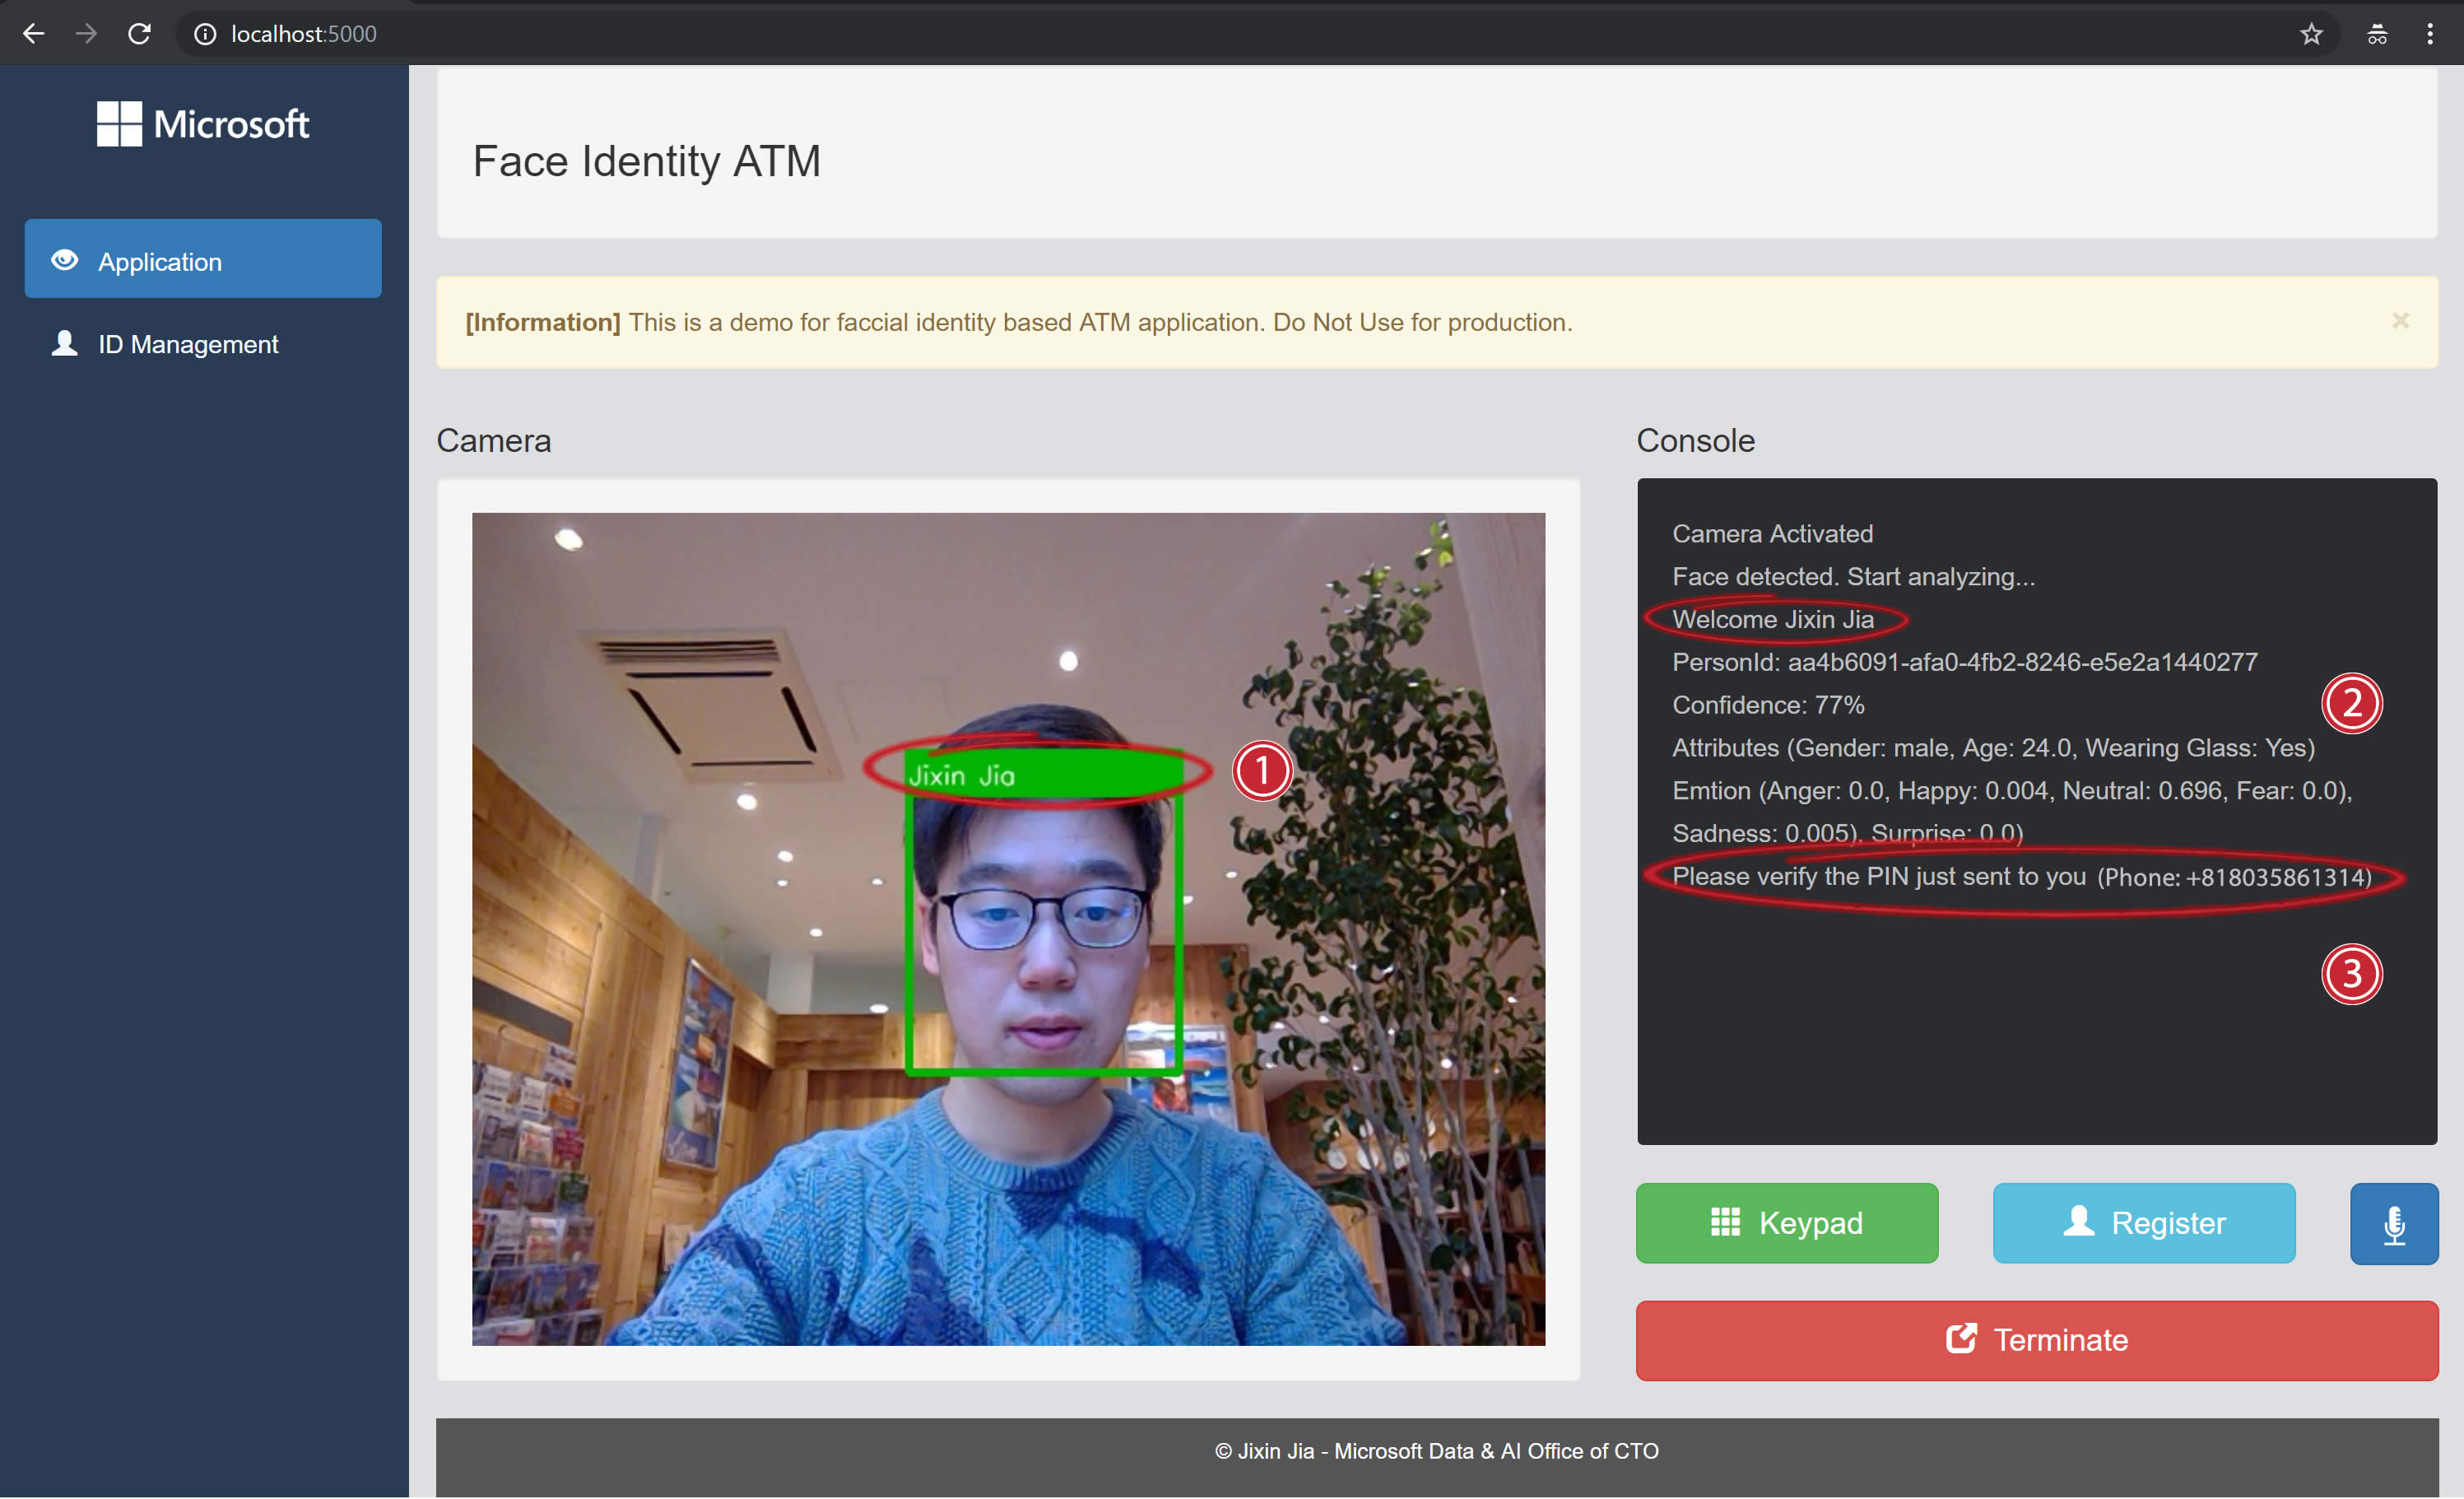 localhost:5000
Microsoft
Application
ID Management
Face Identity ATM
[Information] This is a demo for faccial identity based ATM application. Do Not Use for production.
×
Camera
Jixin Jia
1
Console
Camera Activated
Face detected. Start analyzing...
Welcome Jixin Jia
PersonId: aa4b6091-afa0-4fb2-8246-e5e2a1440277
Confidence: 77%
2
Attributes (Gender: male, Age: 24.0, Wearing Glass: Yes)
Emtion (Anger: 0.0, Happy: 0.004, Neutral: 0.696, Fear: 0.0),
Sadness: 0.005), Surprise: 0.0)
Please verify the PIN just sent to you (Phone: +818035861314)
3
Keypad
Register
Terminate
© Jixin Jia - Microsoft Data & AI Office of CTO